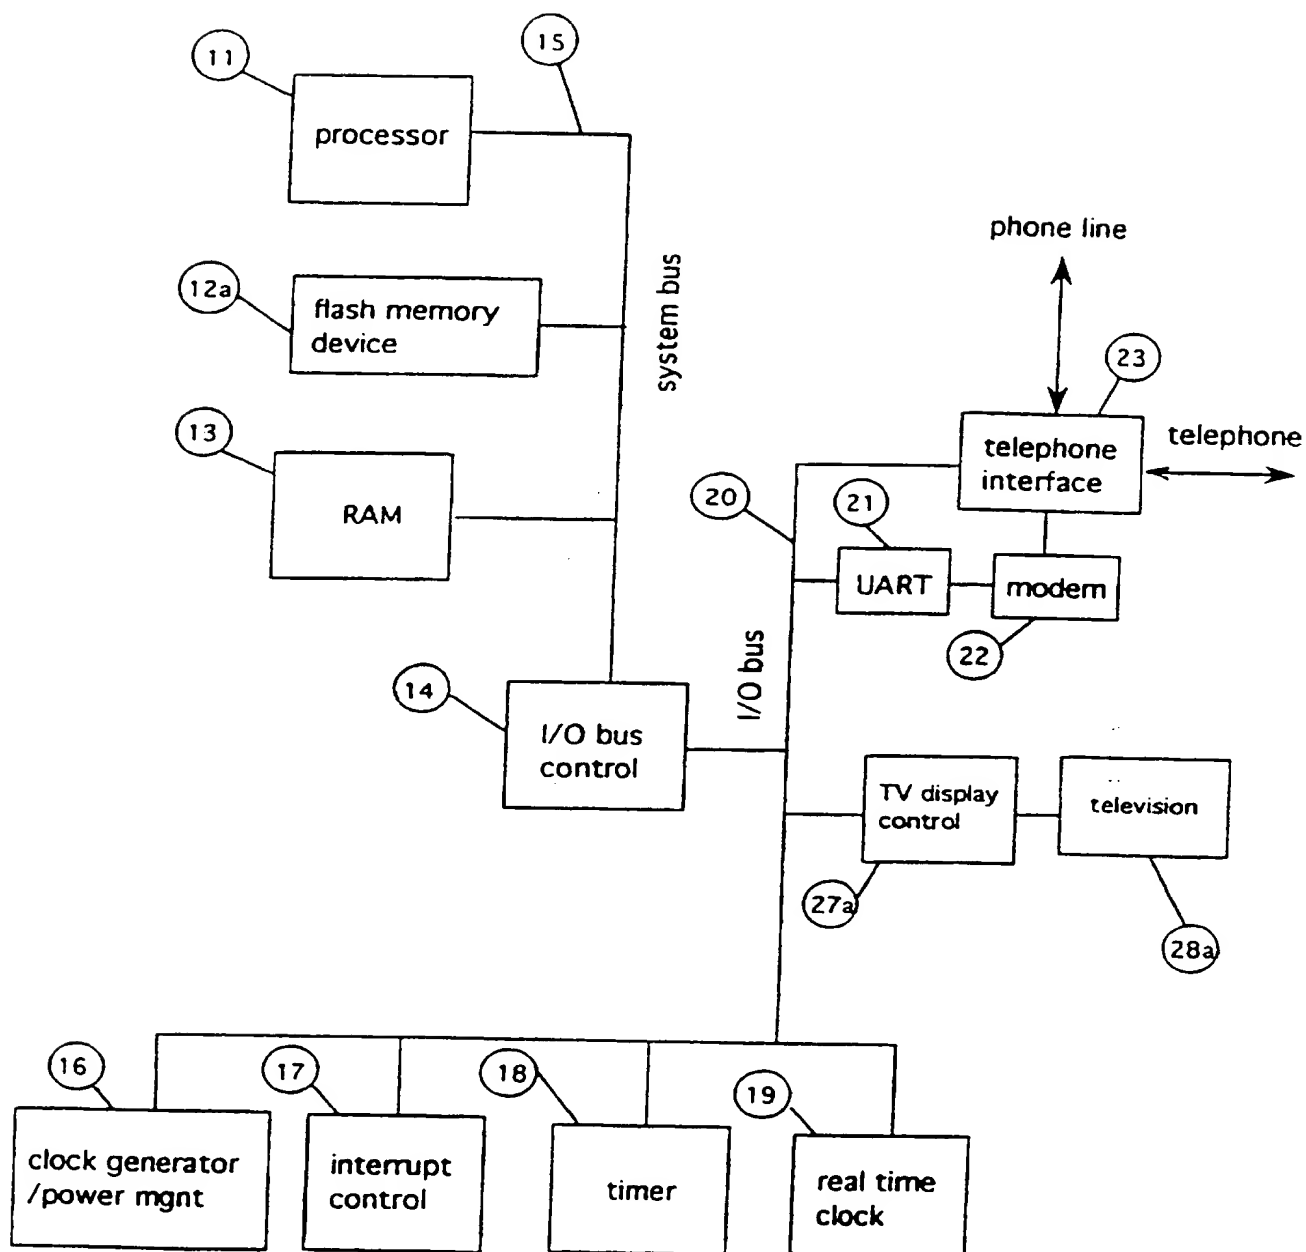 11
15
processor
phone line
12a
flash memory
device
system bus
23
13
telephone
interface
telephone
RAM
20
21
UART
modem
22
14
I/O bus
control
I/O bus
TV display
control
television
27a
28a
16
17
18
19
clock generator
/power mgnt
interrupt
control
timer
real time
clock